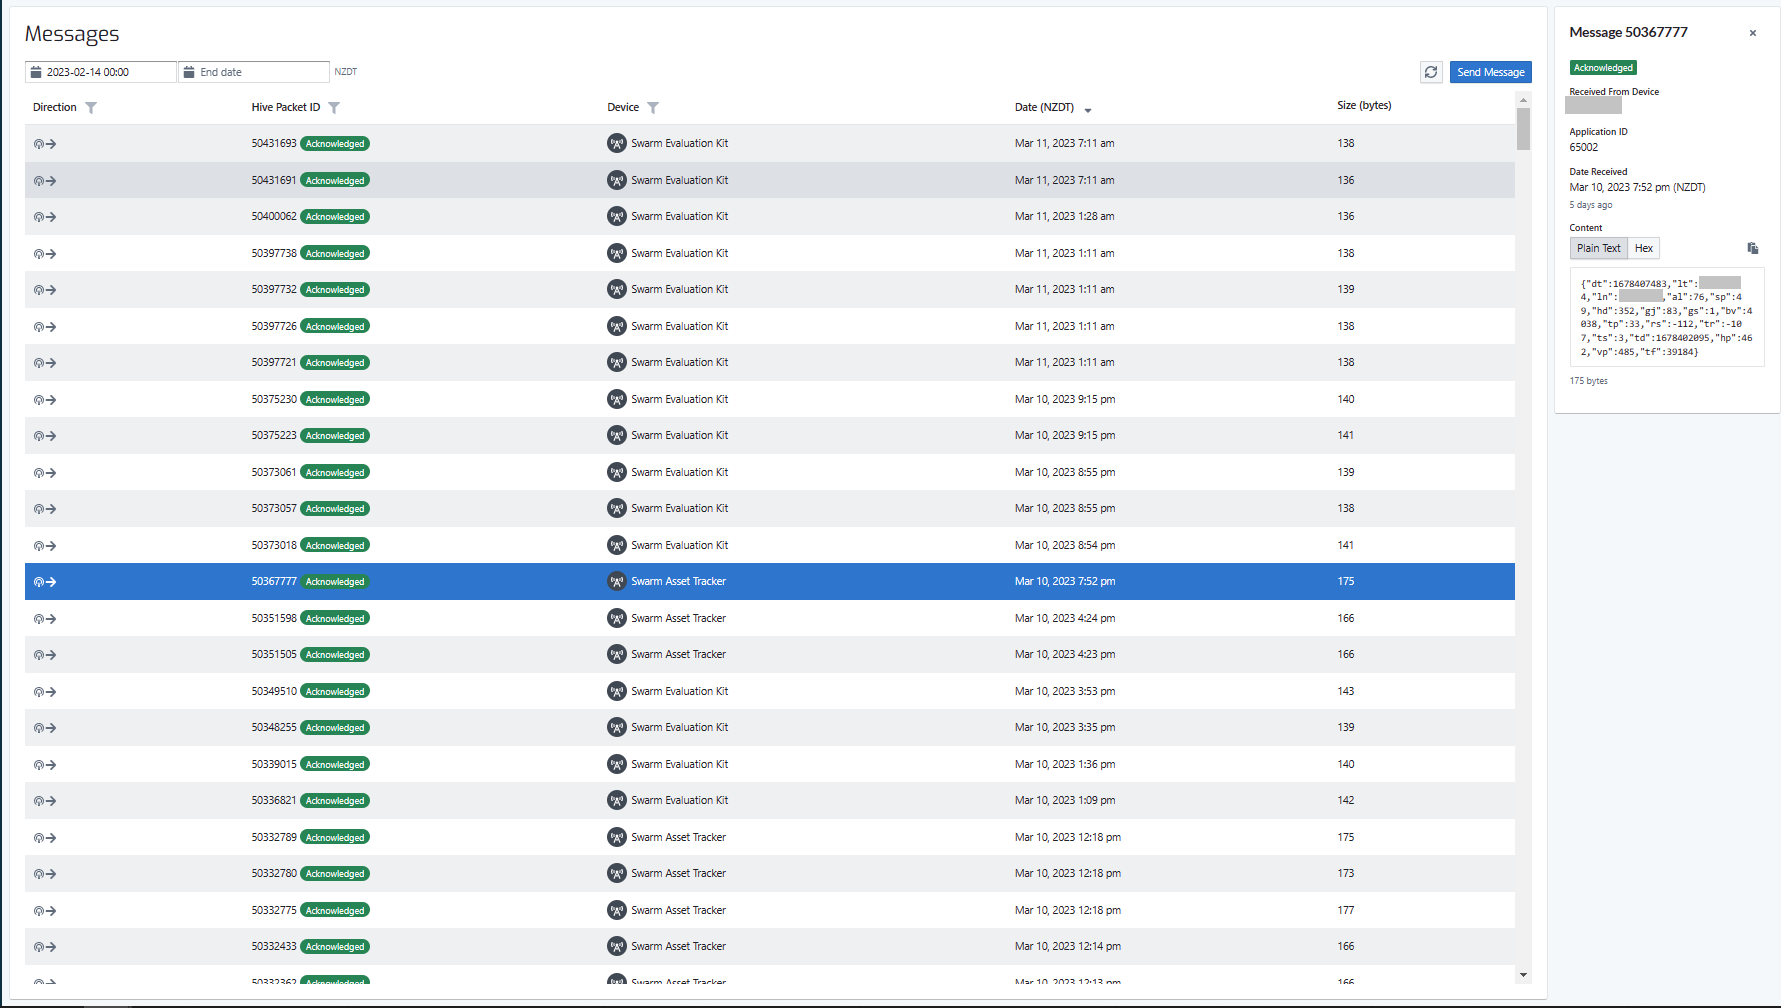 Messages
2023-02-14 00:00 End date NZDT
Send Message
Direction Hive Packet ID Device Date (NZDT) Size (bytes)
50431693 Acknowledged Swarm Evaluation Kit Mar 11, 2023 7:11 am 138
50431691 Acknowledged Swarm Evaluation Kit Mar 11, 2023 7:11 am 136
50400062 Acknowledged Swarm Evaluation Kit Mar 11, 2023 1:28 am 136
50397738 Acknowledged Swarm Evaluation Kit Mar 11, 2023 1:11 am 138
50397732 Acknowledged Swarm Evaluation Kit Mar 11, 2023 1:11 am 139
50397726 Acknowledged Swarm Evaluation Kit Mar 11, 2023 1:11 am 138
50397721 Acknowledged Swarm Evaluation Kit Mar 11, 2023 1:11 am 138
50375230 Acknowledged Swarm Evaluation Kit Mar 10, 2023 9:15 pm 140
50375223 Acknowledged Swarm Evaluation Kit Mar 10, 2023 9:15 pm 141
50373061 Acknowledged Swarm Evaluation Kit Mar 10, 2023 8:55 pm 139
50373057 Acknowledged Swarm Evaluation Kit Mar 10, 2023 8:55 pm 138
50373018 Acknowledged Swarm Evaluation Kit Mar 10, 2023 8:54 pm 141
50367777 Acknowledged Swarm Asset Tracker Mar 10, 2023 7:52 pm 175
50351598 Acknowledged Swarm Asset Tracker Mar 10, 2023 4:24 pm 166
50351505 Acknowledged Swarm Asset Tracker Mar 10, 2023 4:23 pm 166
50349510 Acknowledged Swarm Evaluation Kit Mar 10, 2023 3:53 pm 143
50348255 Acknowledged Swarm Evaluation Kit Mar 10, 2023 3:35 pm 139
50339015 Acknowledged Swarm Evaluation Kit Mar 10, 2023 1:36 pm 140
50336821 Acknowledged Swarm Evaluation Kit Mar 10, 2023 1:09 pm 142
50332789 Acknowledged Swarm Asset Tracker Mar 10, 2023 12:18 pm 175
50332780 Acknowledged Swarm Asset Tracker Mar 10, 2023 12:18 pm 173
50332775 Acknowledged Swarm Asset Tracker Mar 10, 2023 12:18 pm 177
50332433 Acknowledged Swarm Asset Tracker Mar 10, 2023 12:14 pm 166
50332362 Acknowledged Swarm Asset Tracker Mar 10, 2023 12:13 pm 166
Message 50367777
Acknowledged
Received From Device
Application ID
65002
Date Received
Mar 10, 2023 7:52 pm (NZDT)
5 days ago
Content
Plain Text Hex
{"dt":1678407483,"lt":
4,"ln": ,"al":76,"sp":4
9,"hd":352,"gj":83,"gs":1,"bv":4
038,"tp":33,"rs":-112,"tr":-10
7,"ts":3,"td":1678402095,"hp":46
2,"vp":485,"tf":39184}
175 bytes